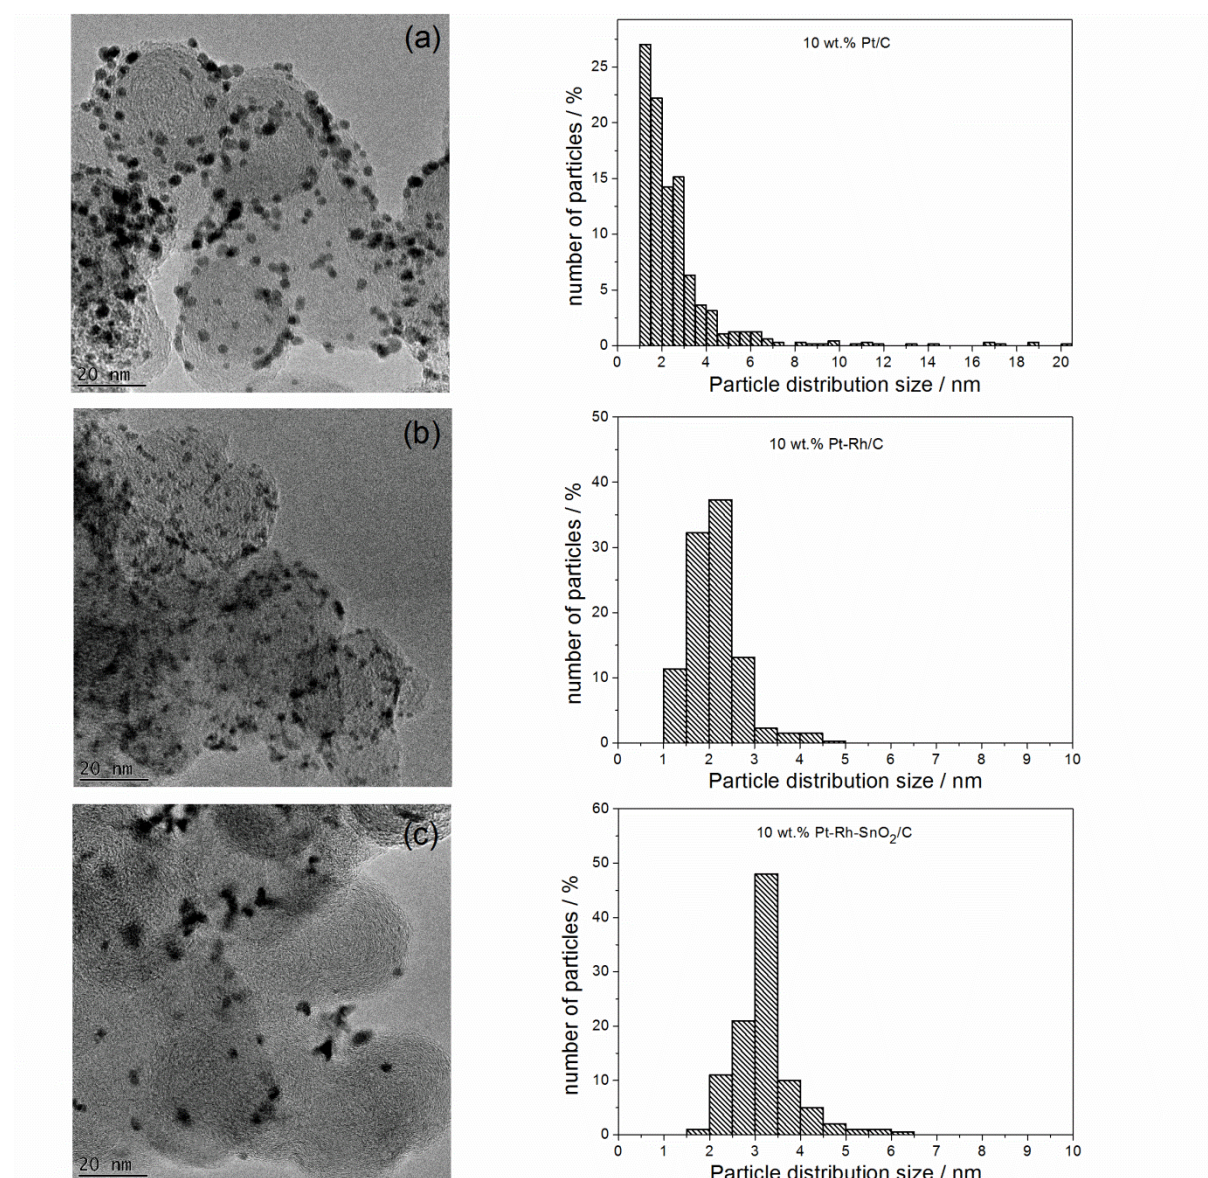 (a)
20 nm
10 wt.% Pt/C
number of particles / %
25
20
15
10
5
0
0 2 4 6 8 10 12 14 16 18 20
Particle distribution size / nm
(b)
20 nm
10 wt.% Pt-Rh/C
number of particles / %
50
40
30
20
10
0
0 1 2 3 4 5 6 7 8 9 10
Particle distribution size / nm
(c)
20 nm
10 wt.% Pt-Rh-SnO₂/C
number of particles / %
60
50
40
30
20
10
0
0 1 2 3 4 5 6 7 8 9 10
Particle distribution size / nm